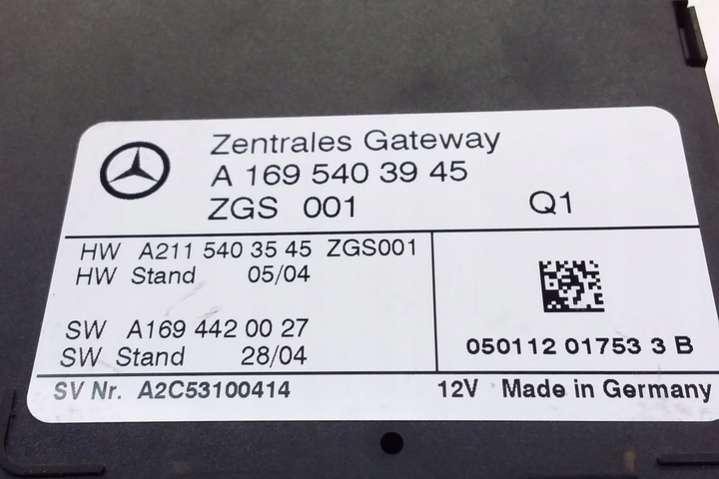 Zentrales Gateway
A 169 540 39 45
ZGS 001 Q1
HW A211 540 35 45 ZGS001
HW Stand 05/04
SW A169 442 00 27
SW Stand 28/04
050112 01753 3 B
SV Nr. A2C53100414 12V Made in Germany